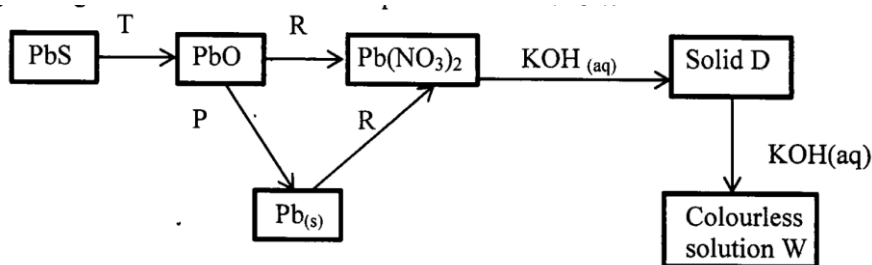 T
R
PbS
PbO
Pb(NO₃)₂
KOH (aq)
Solid D
P
R
KOH(aq)
Pb(s)
Colourless
solution W